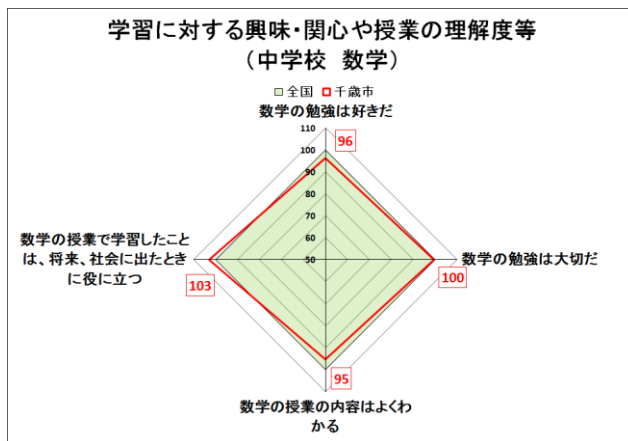 学習に対する興味・関心や授業の理解度等
（中学校 数学）
全国 千歳市
数学の勉強は好きだ
110
100
90
80
70
60
50
96
数学の勉強は大切だ
100
数学の授業で学習したこと
は、将来、社会に出たとき
に役に立つ
103
95
数学の授業の内容はよくわ
かる